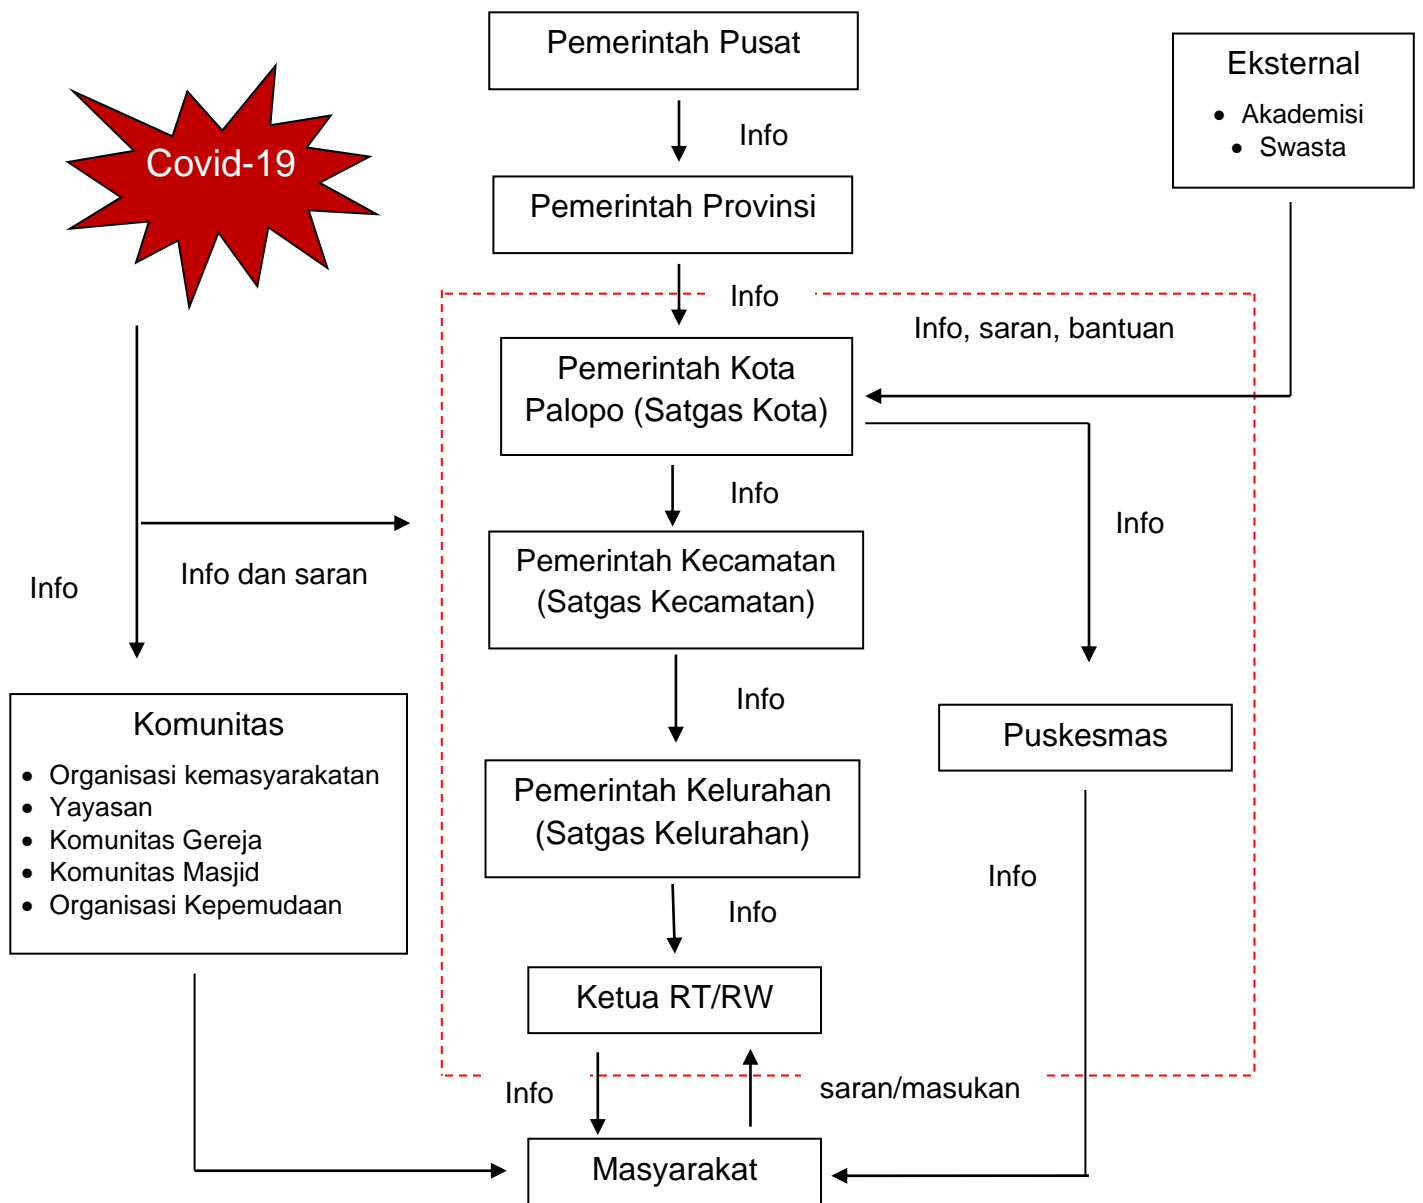 Pemerintah Pusat
Eksternal
• Akademisi
• Swasta
Covid-19
Info
Pemerintah Provinsi
Info
Info, saran, bantuan
Pemerintah Kota
Palopo (Satgas Kota)
Info
Info
Info dan saran
Info
Pemerintah Kecamatan
(Satgas Kecamatan)
Info
Komunitas
• Organisasi kemasyarakatan
• Yayasan
• Komunitas Gereja
• Komunitas Masjid
• Organisasi Kepemudaan
Puskesmas
Pemerintah Kelurahan
(Satgas Kelurahan)
Info
Info
Ketua RT/RW
Info
saran/masukan
Masyarakat